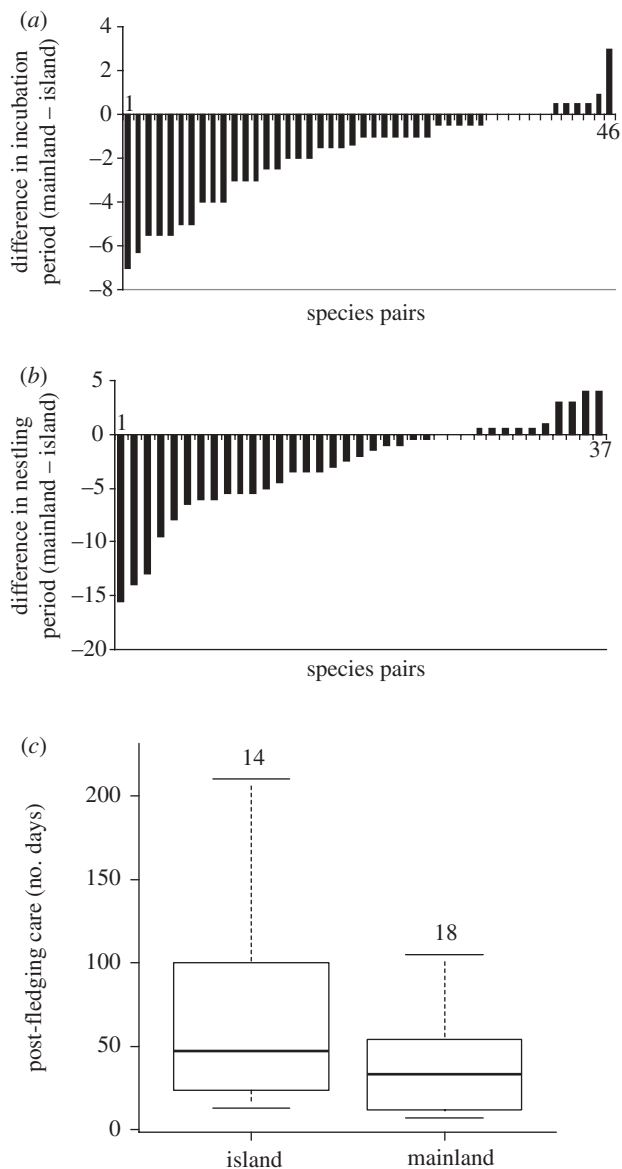 (a)
4
2
0
−2
−4
−6
−8
difference in incubation
period (mainland – island)
1
46
species pairs
(b)
5
0
−5
−10
−15
−20
difference in nestling
period (mainland – island)
1
37
species pairs
(c)
200
150
100
50
0
post-fledging care (no. days)
14
18
island
mainland